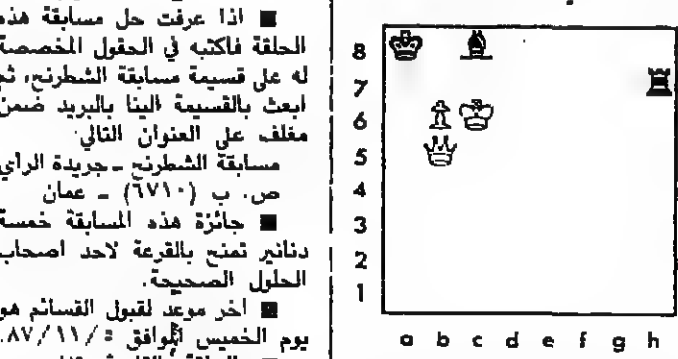 ■ اذا عرفت حل مسابقة هذه
الحلقة فاكتبه في الحقول المخصصة
له على قسيمة مسابقة الشطرنج، ثم
ابعث بالقسيمة الينا بالبريد ضمن
مغلف على العنوان التالي
مسابقة الشطرنج ـ جريدة الراي
ص. ب (٦٧١٠) ـ عمان
■ جائزة هذه المسابقة خمسة
دنانير تمنح بالقرعة لاحد اصحاب
الحلول الصحيحة.
■ اخر موعد لقبول القسائم هو
يوم الخميس الموافق ٥/١١/٨٧.
8
7
6
5
4
3
2
1
a b c d e f g h